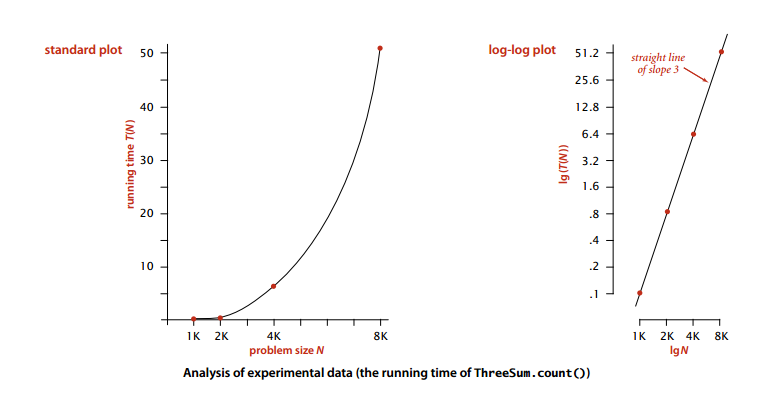 standard plot
50
40
30
20
10
running time T(N)
1K 2K 4K 8K
problem size N
log-log plot
straight line
of slope 3
51.2
25.6
12.8
6.4
3.2
1.6
.8
.4
.2
.1
lg(T(N))
1K 2K 4K 8K
lgN
Analysis of experimental data (the running time of ThreeSum.count())